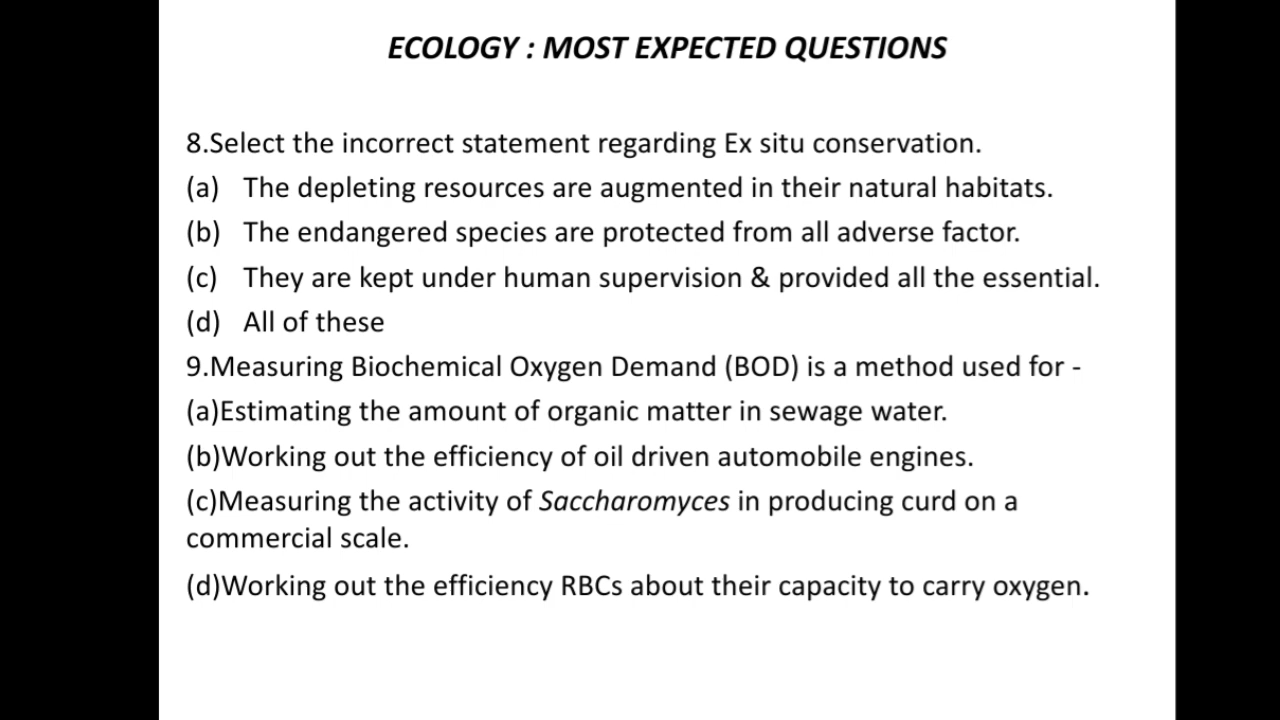 ECOLOGY : MOST EXPECTED QUESTIONS
8.Select the incorrect statement regarding Ex situ conservation.
(a) The depleting resources are augmented in their natural habitats.
(b) The endangered species are protected from all adverse factor.
(c) They are kept under human supervision & provided all the essential.
(d) All of these
9.Measuring Biochemical Oxygen Demand (BOD) is a method used for -
(a)Estimating the amount of organic matter in sewage water.
(b)Working out the efficiency of oil driven automobile engines.
(c)Measuring the activity of Saccharomyces in producing curd on a
commercial scale.
(d)Working out the efficiency RBCs about their capacity to carry oxygen.